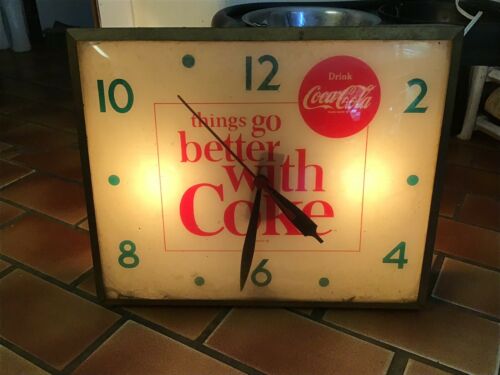 12
10
2
Drink
Coca-Cola
things go
better
with
Coke
8
4
6